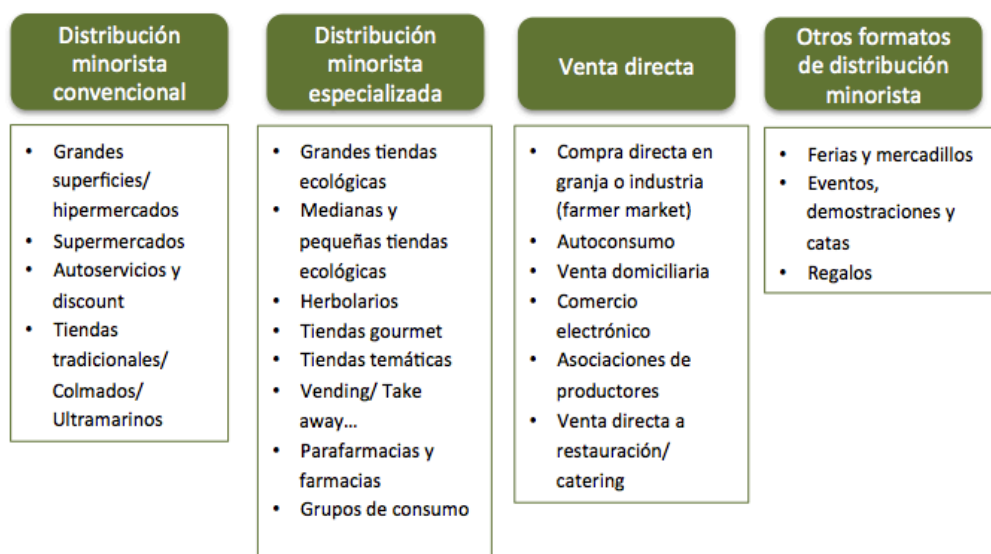 Distribución
minorista
convencional
• Grandes
superficies/
hipermercados
• Supermercados
• Autoservicios y
discount
• Tiendas
tradicionales/
Colmados/
Ultramarinos
Distribución
minorista
especializada
• Grandes tiendas
ecológicas
• Medianas y
pequeñas tiendas
ecológicas
• Herbolarios
• Tiendas gourmet
• Tiendas temáticas
• Vending/ Take
away…
• Parafarmacias y
farmacias
• Grupos de consumo
Venta directa
• Compra directa en
granja o industria
(farmer market)
• Autoconsumo
• Venta domiciliaria
• Comercio
electrónico
• Asociaciones de
productores
• Venta directa a
restauración/
catering
Otros formatos
de distribución
minorista
• Ferias y mercadillos
• Eventos,
demostraciones y
catas
• Regalos